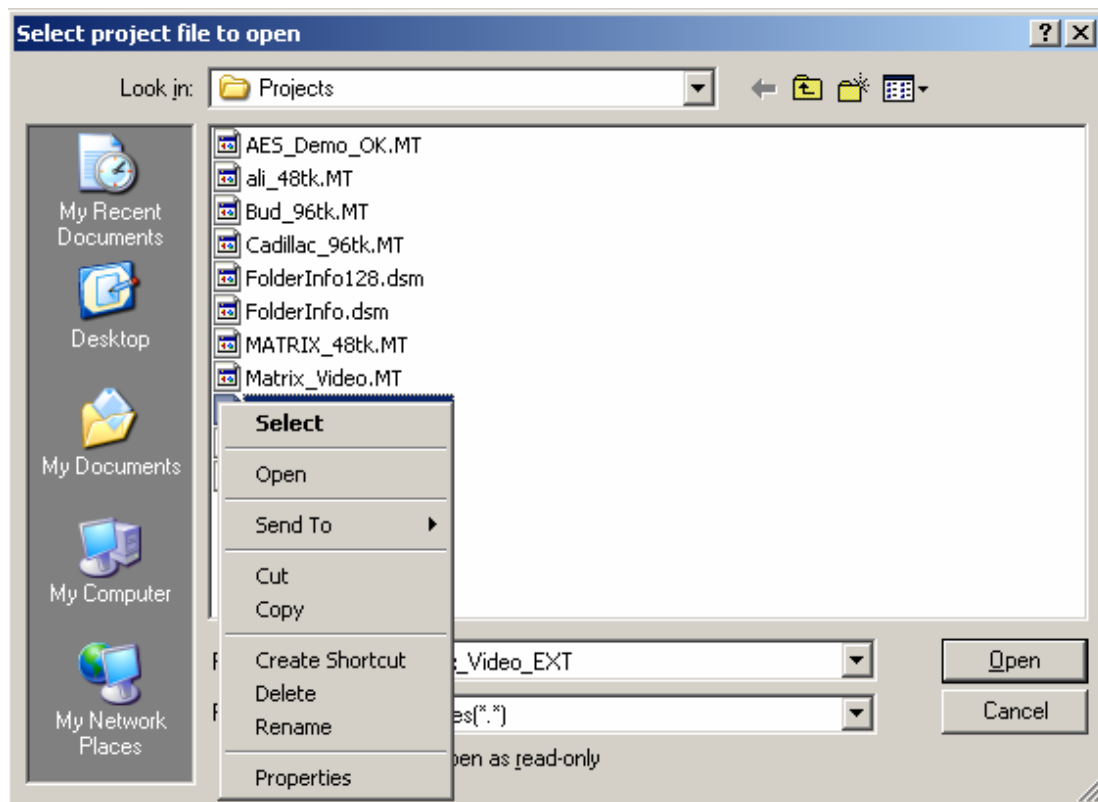 Select project file to open
Look in: Projects
My Recent
Documents
Desktop
My Documents
My Computer
My Network
Places
AES_Demo_OK.MT
ali_48tk.MT
Bud_96tk.MT
Cadillac_96tk.MT
FolderInfo128.dsm
FolderInfo.dsm
MATRIX_48tk.MT
Matrix_Video.MT
Select
Open
Send To
Cut
Copy
Create Shortcut
Delete
Rename
Properties
_Video_EXT
Open
(*.*)
Cancel
as read-only